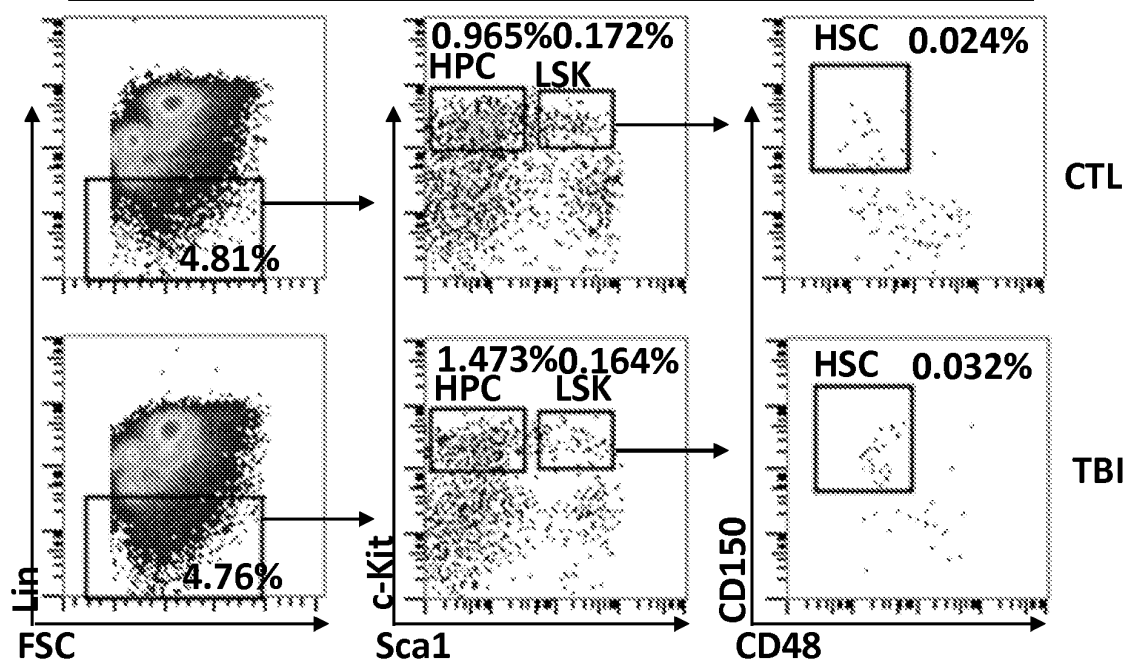 0.965% 0.172%
HPC LSK
HSC 0.024%
4.81%
CTL
1.473% 0.164%
HPC LSK
HSC 0.032%
4.76%
TBI
Lin
FSC
c-Kit
Sca1
CD150
CD48